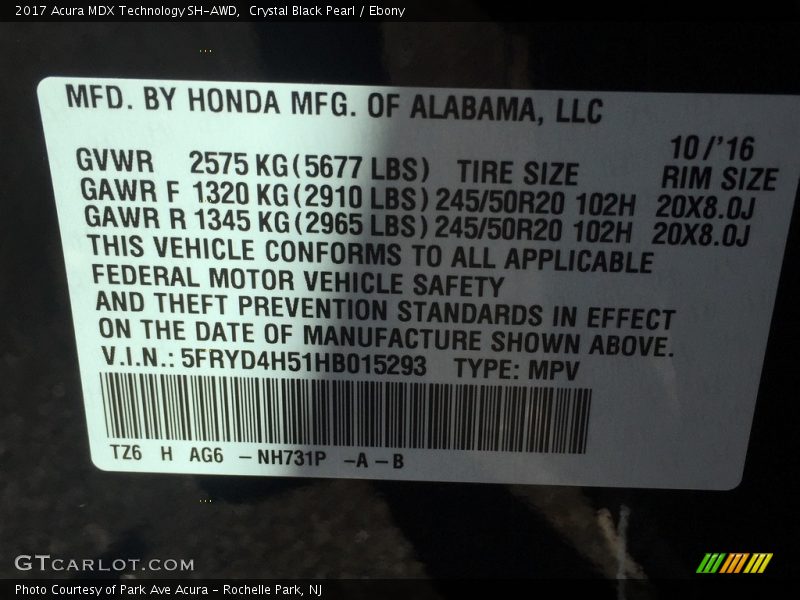 2017 Acura MDX Technology SH-AWD,  Crystal Black Pearl / Ebony
MFD. BY HONDA MFG. OF ALABAMA, LLC
10/'16
GVWR 2575 KG(5677 LBS) TIRE SIZE RIM SIZE
GAWR F 1320 KG(2910 LBS) 245/50R20 102H 20X8.0J
GAWR R 1345 KG(2965 LBS) 245/50R20 102H 20X8.0J
THIS VEHICLE CONFORMS TO ALL APPLICABLE
FEDERAL MOTOR VEHICLE SAFETY
AND THEFT PREVENTION STANDARDS IN EFFECT
ON THE DATE OF MANUFACTURE SHOWN ABOVE.
V.I.N.: 5FRYD4H51HB015293 TYPE: MPV
TZ6 H AG6 -NH731P -A-B
GTCARLOT.COM
Photo Courtesy of Park Ave Acura - Rochelle Park, NJ